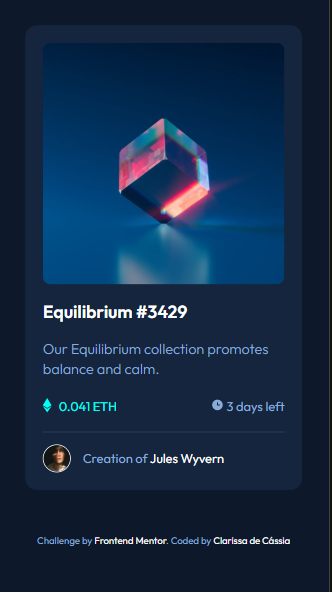 Equilibrium #3429
Our Equilibrium collection promotes
balance and calm.
0.041 ETH
3 days left
Creation of Jules Wyvern
Challenge by Frontend Mentor. Coded by Clarissa de Cássia